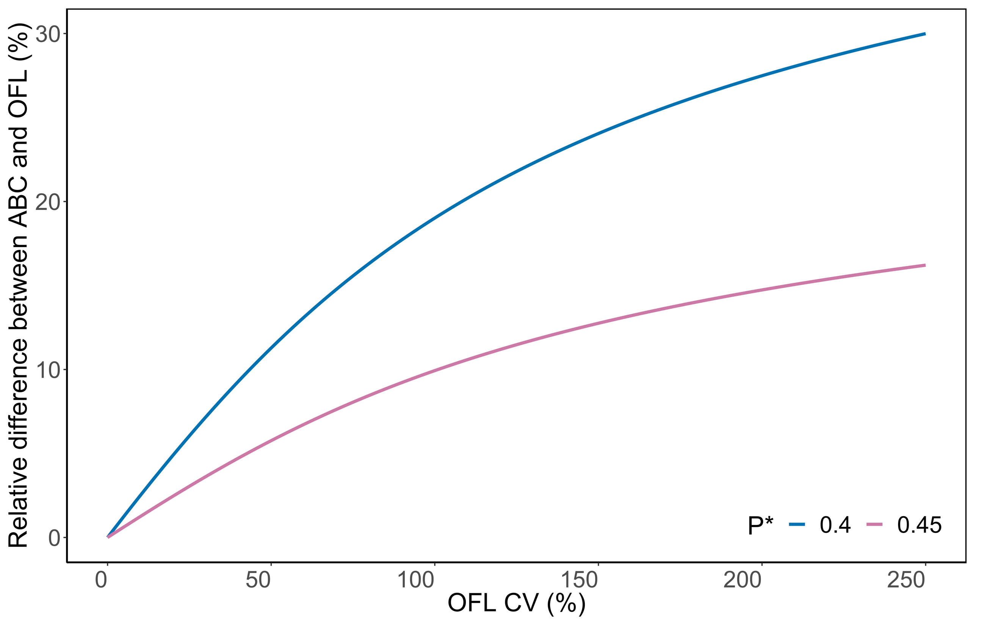 Relative difference between ABC and OFL (%)
30
20
10
0
P* 0.4 0.45
0 50 100 150 200 250
OFL CV (%)